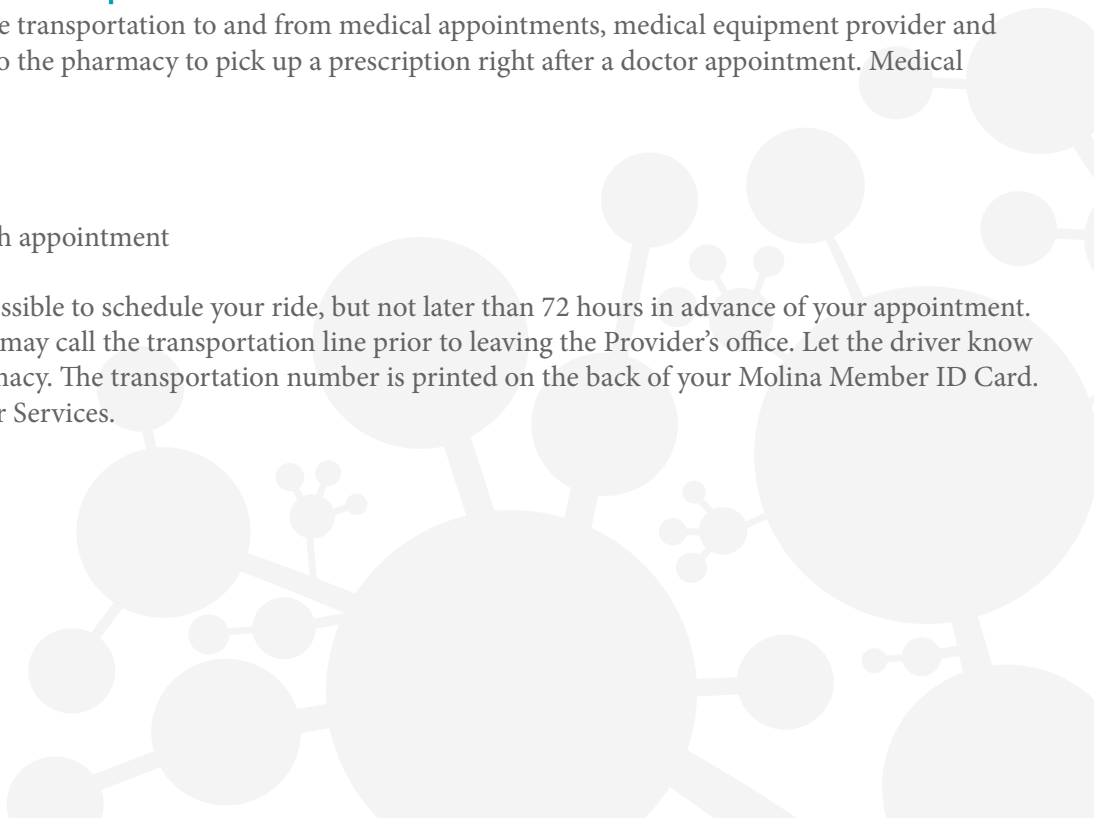 e transportation to and from medical appointments, medical equipment provider and
o the pharmacy to pick up a prescription right after a doctor appointment. Medical
h appointment
ssible to schedule your ride, but not later than 72 hours in advance of your appointment.
may call the transportation line prior to leaving the Provider’s office. Let the driver know
nacy. The transportation number is printed on the back of your Molina Member ID Card.
r Services.